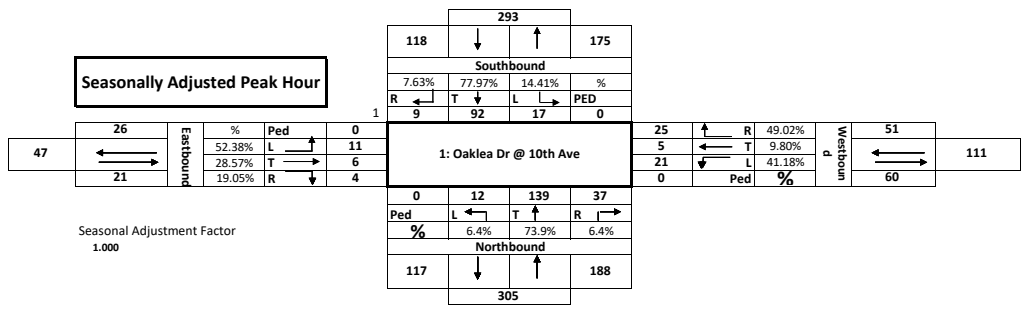 293
118 175
Southbound
Seasonally Adjusted Peak Hour
7.63% 77.97% 14.41% %
R T L PED
1 9 92 17 0
26 Eastbound % Ped 0 25 R 49.02% Westboun
d 51
47 52.38% L 11 1: Oaklea Dr @ 10th Ave 5 T 9.80% 111
28.57% T 6 21 L 41.18%
21 19.05% R 4 0 Ped % 60
0 12 139 37
Ped L T R
% 6.4% 73.9% 6.4%
Seasonal Adjustment Factor
1.000
Northbound
117 188
305